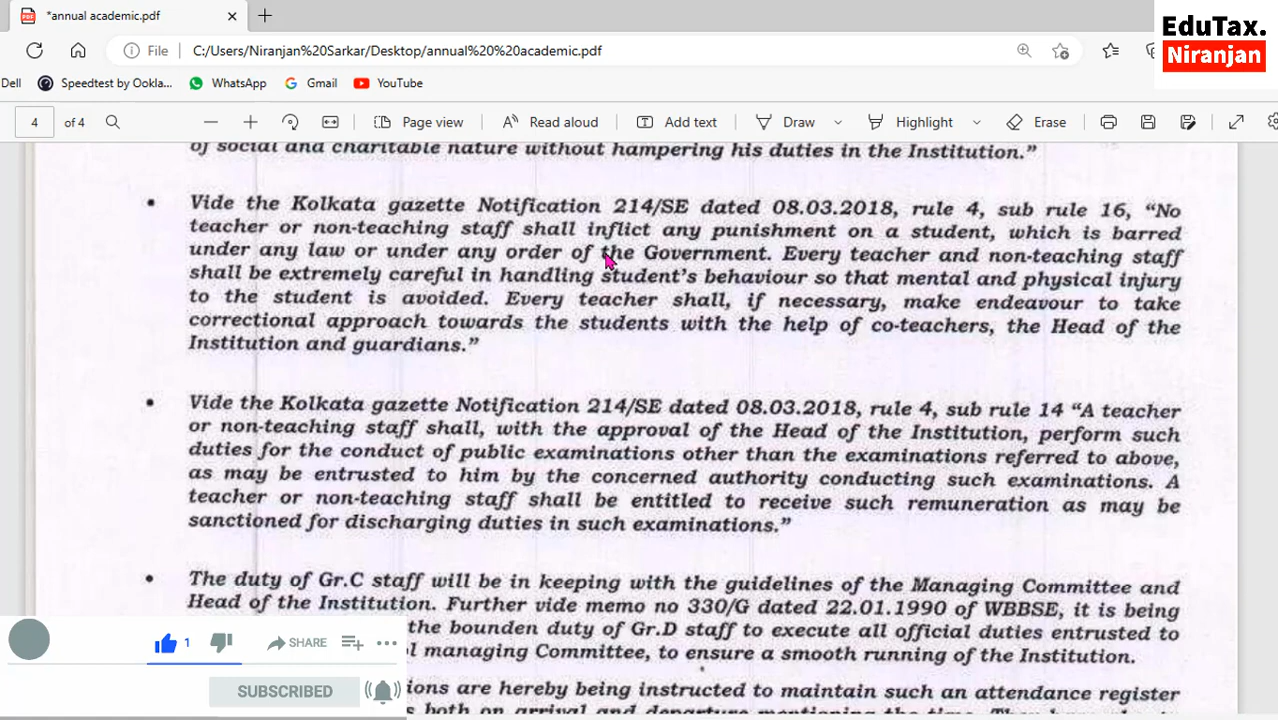 *annual academic.pdf
EduTax.
Niranjan
File
C:/Users/Niranjan%20Sarkar/Desktop/annual%20%20academic.pdf
Dell
Speedtest by Ookla...
WhatsApp
Gmail
YouTube
4 of 4
Page view
Read aloud
Add text
Draw
Highlight
Erase
of social and charitable nature without hampering his duties in the Institution.”
• Vide the Kolkata gazette Notification 214/SE dated 08.03.2018, rule 4, sub rule 16, “No
teacher or non-teaching staff shall inflict any punishment on a student, which is barred
under any law or under any order of the Government. Every teacher and non-teaching staff
shall be extremely careful in handling student’s behaviour so that mental and physical injury
to the student is avoided. Every teacher shall, if necessary, make endeavour to take
correctional approach towards the students with the help of co-teachers, the Head of the
Institution and guardians.”
• Vide the Kolkata gazette Notification 214/SE dated 08.03.2018, rule 4, sub rule 14 “A teacher
or non-teaching staff shall, with the approval of the Head of the Institution, perform such
duties for the conduct of public examinations other than the examinations referred to above,
as may be entrusted to him by the concerned authority conducting such examinations. A
teacher or non-teaching staff shall be entitled to receive such remuneration as may be
sanctioned for discharging duties in such examinations.”
• The duty of Gr.C staff will be in keeping with the guidelines of the Managing Committee and
Head of the Institution. Further vide memo no 330/G dated 22.01.1990 of WBBSE, it is being
the bounden duty of Gr.D staff to execute all official duties entrusted to
managing Committee, to ensure a smooth running of the Institution.
are hereby being instructed to maintain such an attendance register
both on arrival and departure mentioning the time.
1
SHARE
SUBSCRIBED